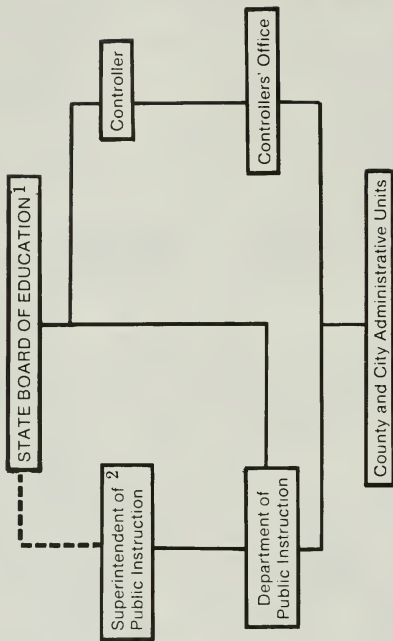 STATE BOARD OF EDUCATION1
Superintendent of2
Public Instruction
Controller
Department of
Public Instruction
Controllers' Office
County and City Administrative Units